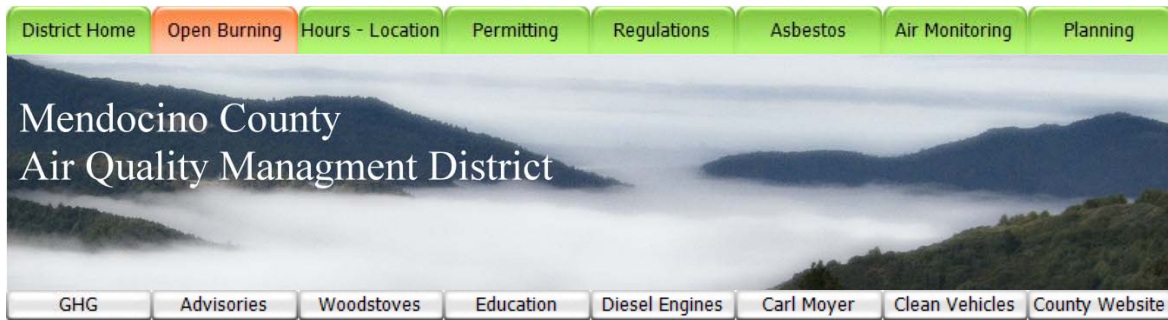 District Home Open Burning Hours - Location Permitting Regulations Asbestos Air Monitoring Planning
Mendocino County
Air Quality Managment District
GHG Advisories Woodstoves Education Diesel Engines Carl Moyer Clean Vehicles County Website